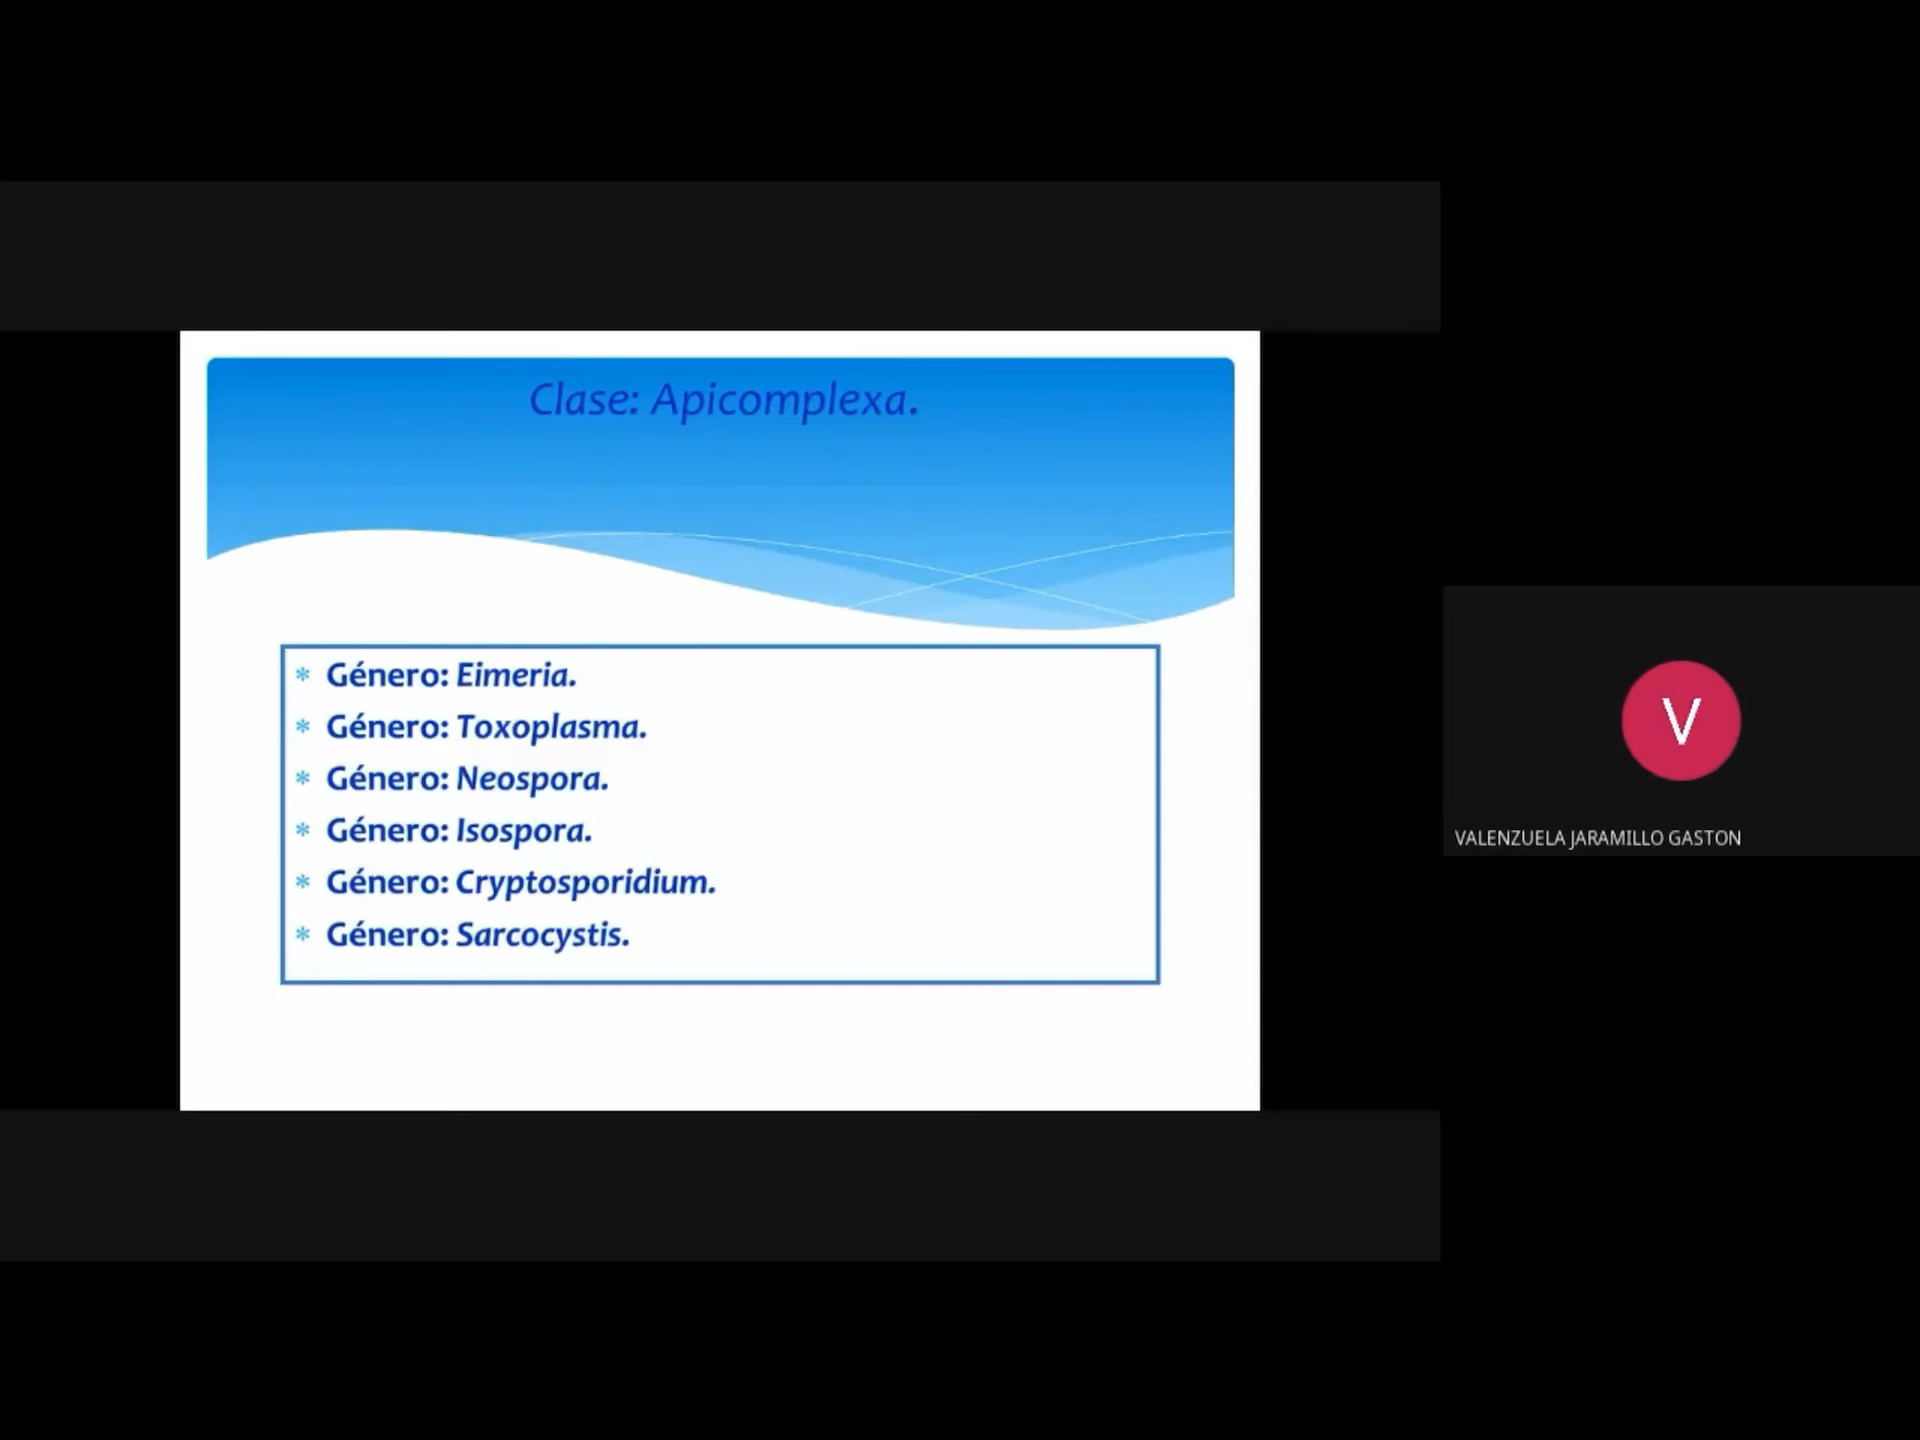 Clase: Apicomplexa.
* Género: Eimeria.
* Género: Toxoplasma.
* Género: Neospora.
* Género: Isospora.
* Género: Cryptosporidium.
* Género: Sarcocystis.
V
VALENZUELA JARAMILLO GASTON